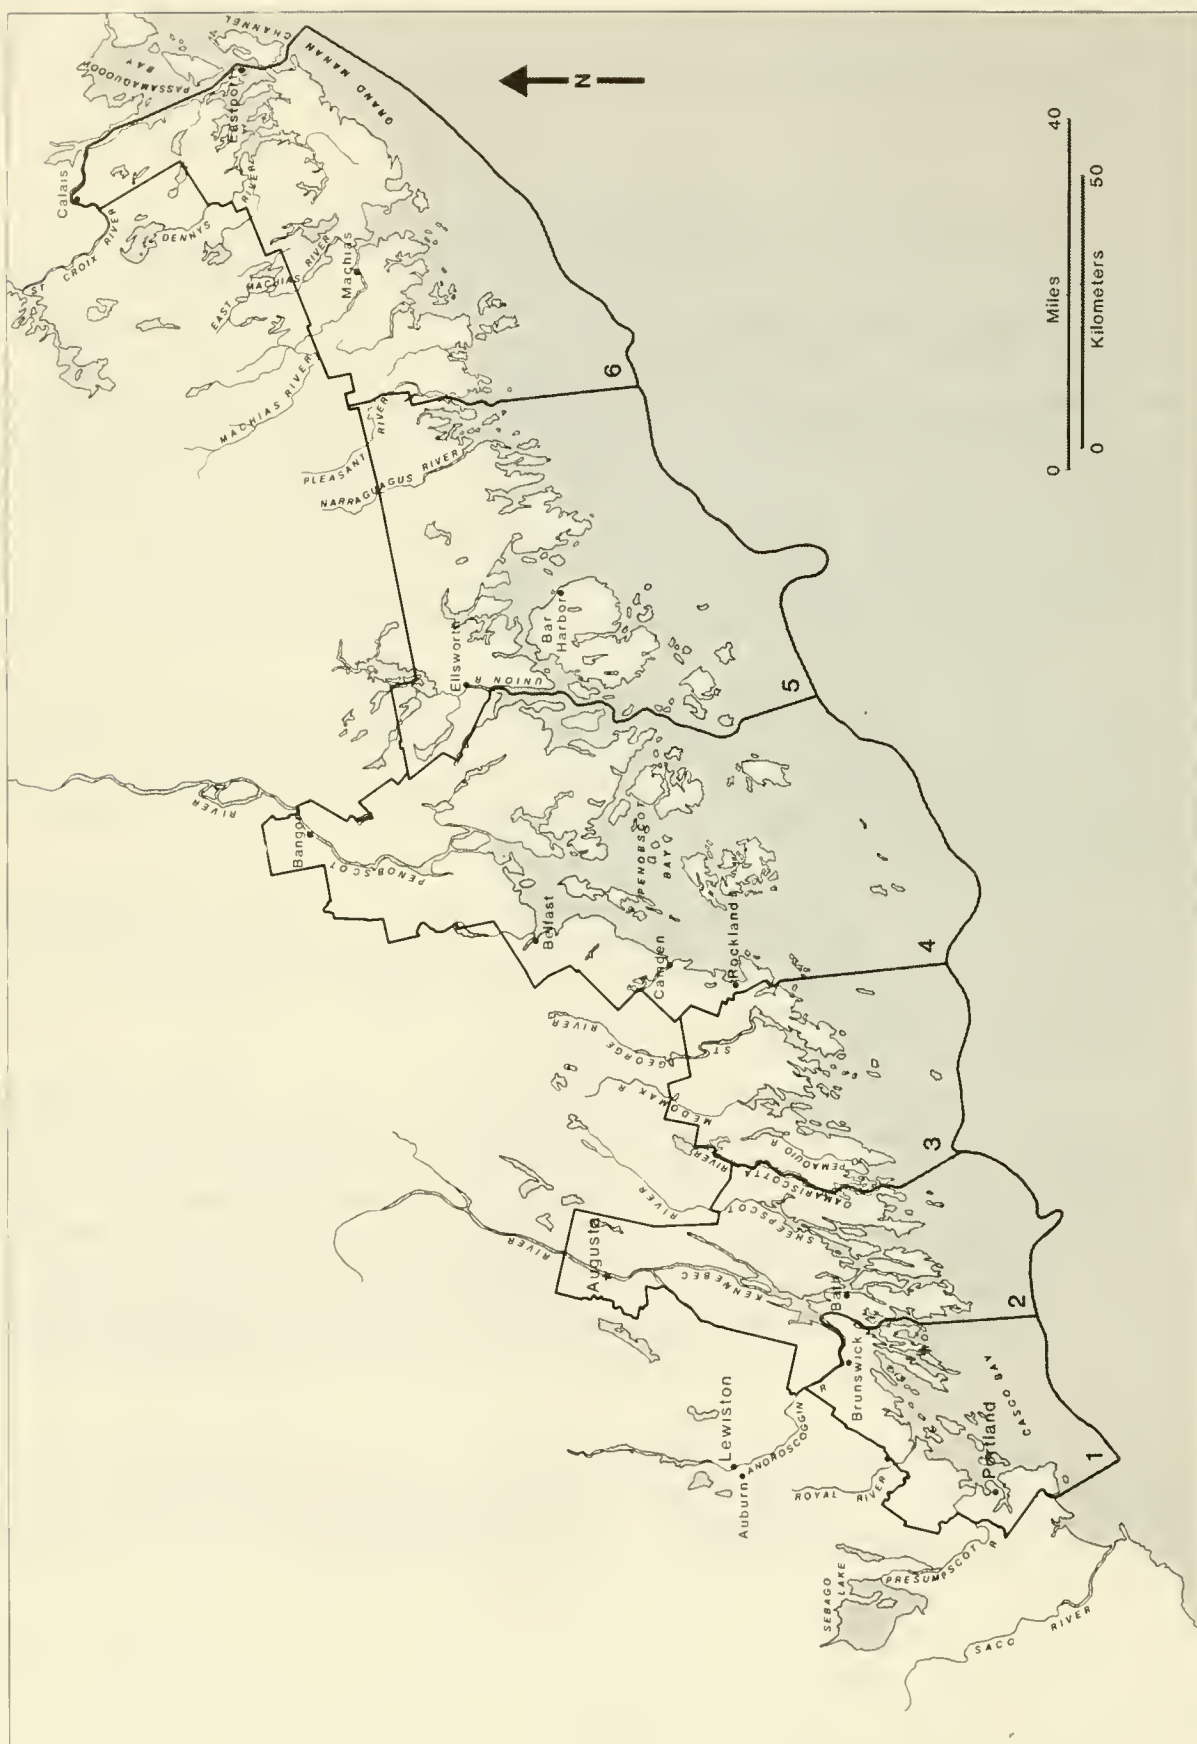 PASSAMAQUODDY
BAY
GRAND MANAN
CHANNEL
Calais
Eastport
ST CROIX RIVER
DENNYS RIVER
EAST MACHIAS RIVER
Machias
MACHIAS RIVER
PLEASANT RIVER
NARRAGUAGUS RIVER
N
6
0 Miles 40
0 Kilometers 50
Ellsworth
UNION R
Bar
Harbor
5
PENOBSCOT RIVER
Bangor
Belfast
PENOBSCOT
BAY
Camden
Rockland
4
ST GEORGE RIVER
MEDOMAK R
PEMAQUID R
DAMARISCOTTA RIVER
3
SHEEPSCOT RIVER
Augusta
KENNEBEC RIVER
Bath
2
Brunswick
Lewiston
Auburn
ANDROSCOGGIN R
ROYAL RIVER
Portland
CASCO BAY
1
SEBAGO
LAKE
PRESUMPSCOT R
SACO RIVER